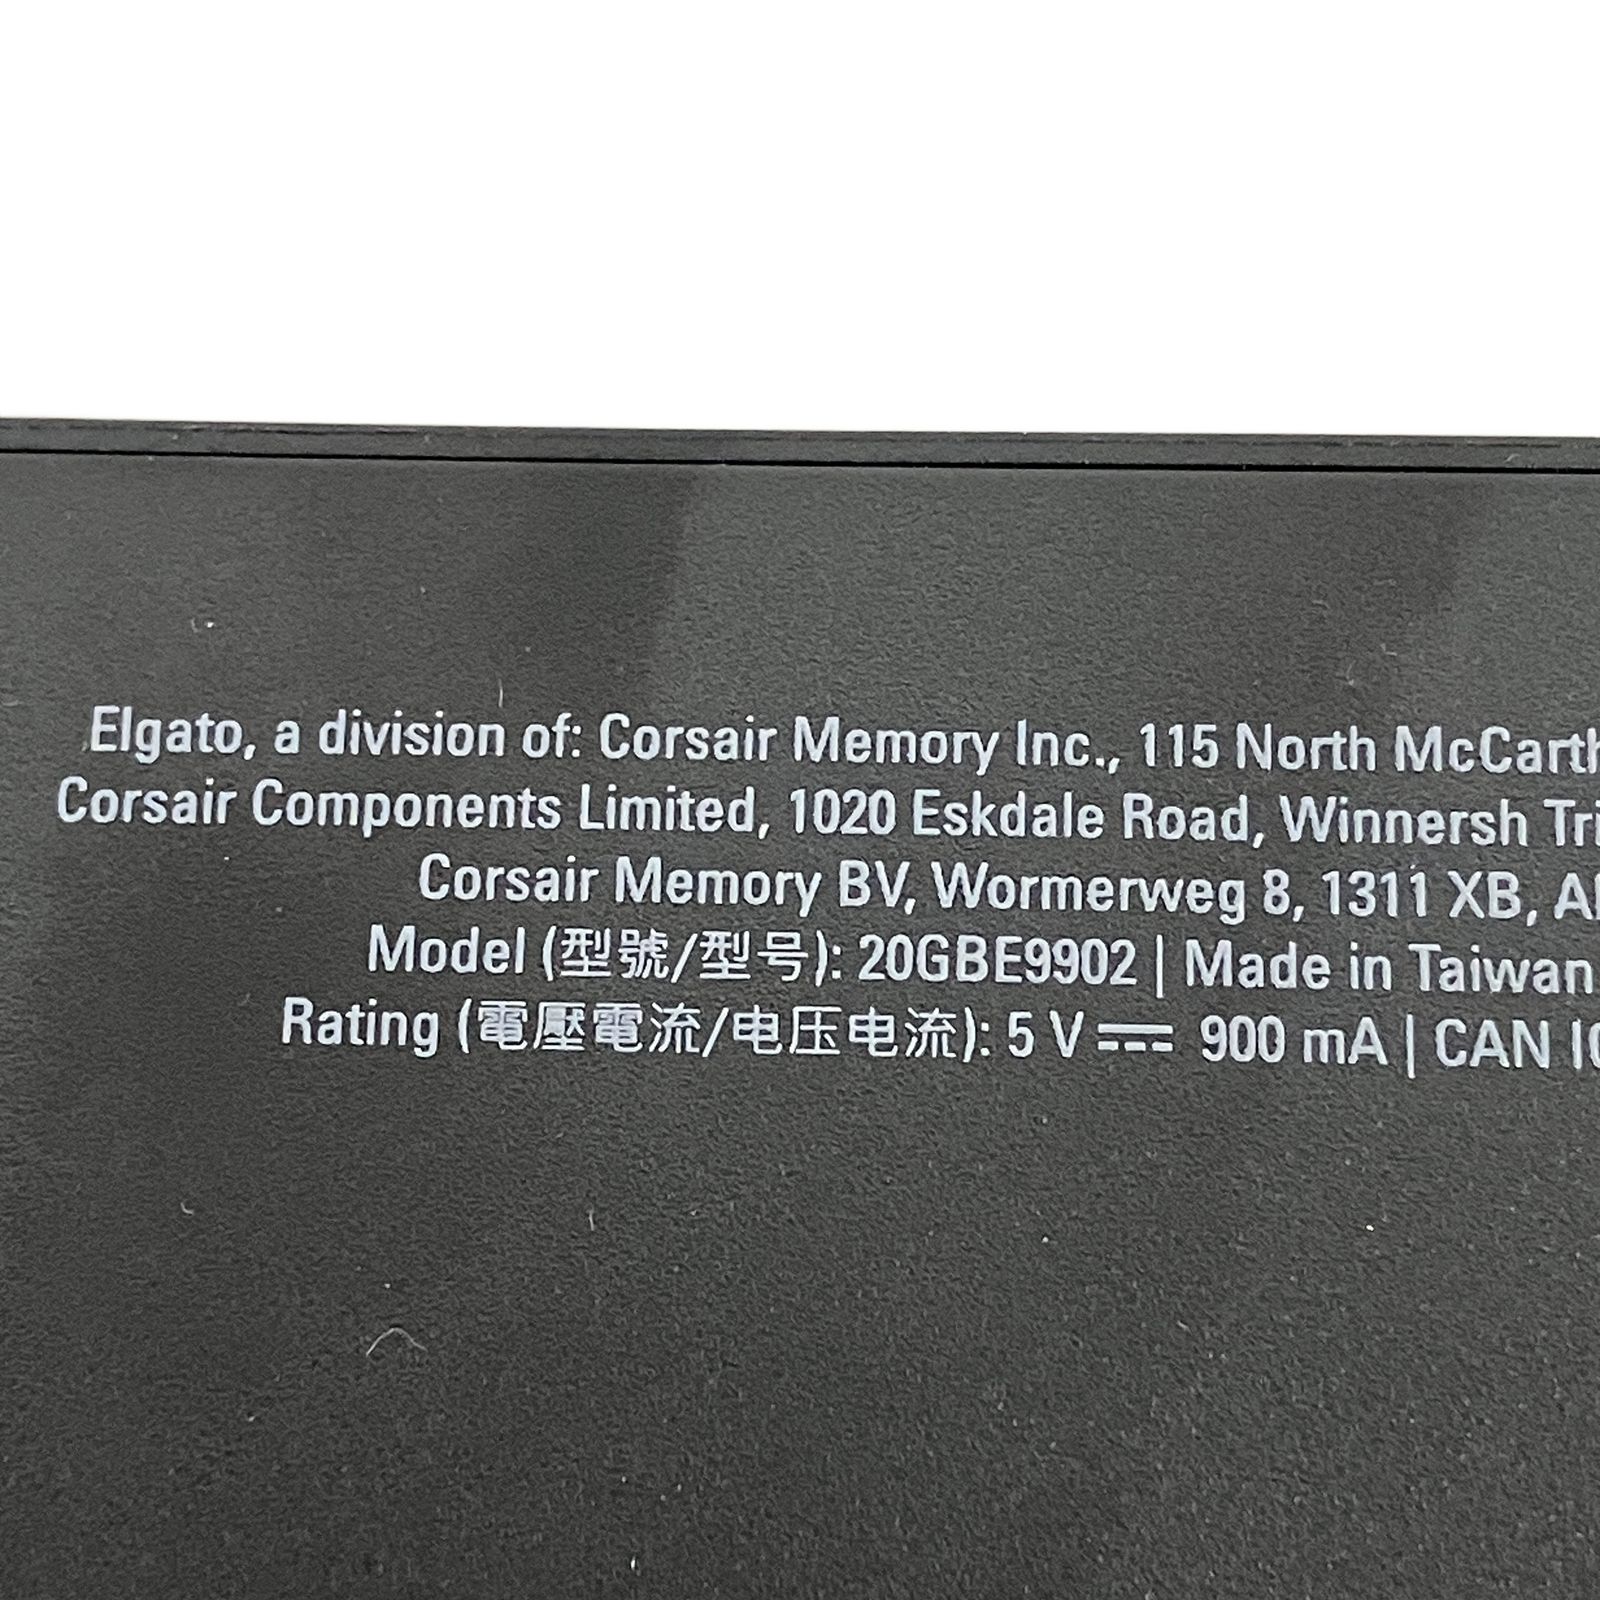 Elgato, a division of: Corsair Memory Inc., 115 North McCarth
Corsair Components Limited, 1020 Eskdale Road, Winnersh Tri
Corsair Memory BV, Wormerweg 8, 1311 XB, Al
Model (型號/型号): 20GBE9902 | Made in Taiwan
Rating (電壓電流/电压电流): 5 V⎓ 900 mA | CAN IC